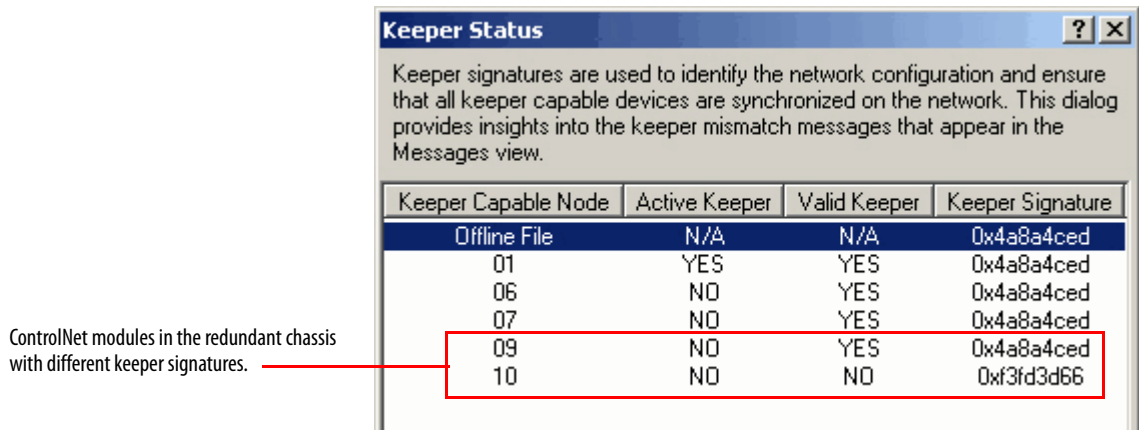 Keeper Status
Keeper signatures are used to identify the network configuration and ensure
that all keeper capable devices are synchronized on the network. This dialog
provides insights into the keeper mismatch messages that appear in the
Messages view.
Keeper Capable Node Active Keeper Valid Keeper Keeper Signature
Offline File N/A N/A 0x4a8a4ced
01 YES YES 0x4a8a4ced
06 NO YES 0x4a8a4ced
07 NO YES 0x4a8a4ced
09 NO YES 0x4a8a4ced
10 NO NO 0xf3fd3d66
ControlNet modules in the redundant chassis
with different keeper signatures.